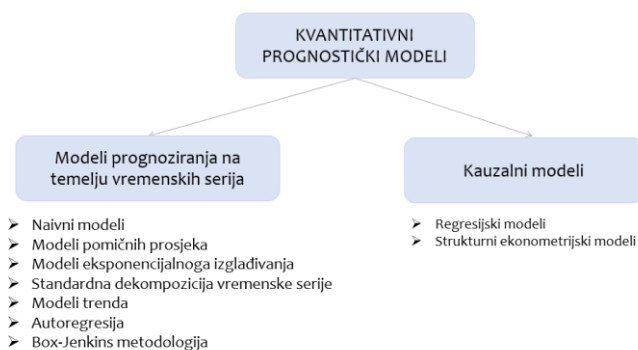 KVANTITATIVNI
PROGNOSTIČKI MODELI
Modeli prognoziranja na
temelju vremenskih serija
Naivni modeli
Modeli pomičnih prosjeka
Modeli eksponencijalnoga izglađivanja
Standardna dekompozicija vremenske serije
Modeli trenda
Autoregresija
Box-Jenkins metodologija
Kauzalni modeli
Regresijski modeli
Strukturni ekonometrijski modeli